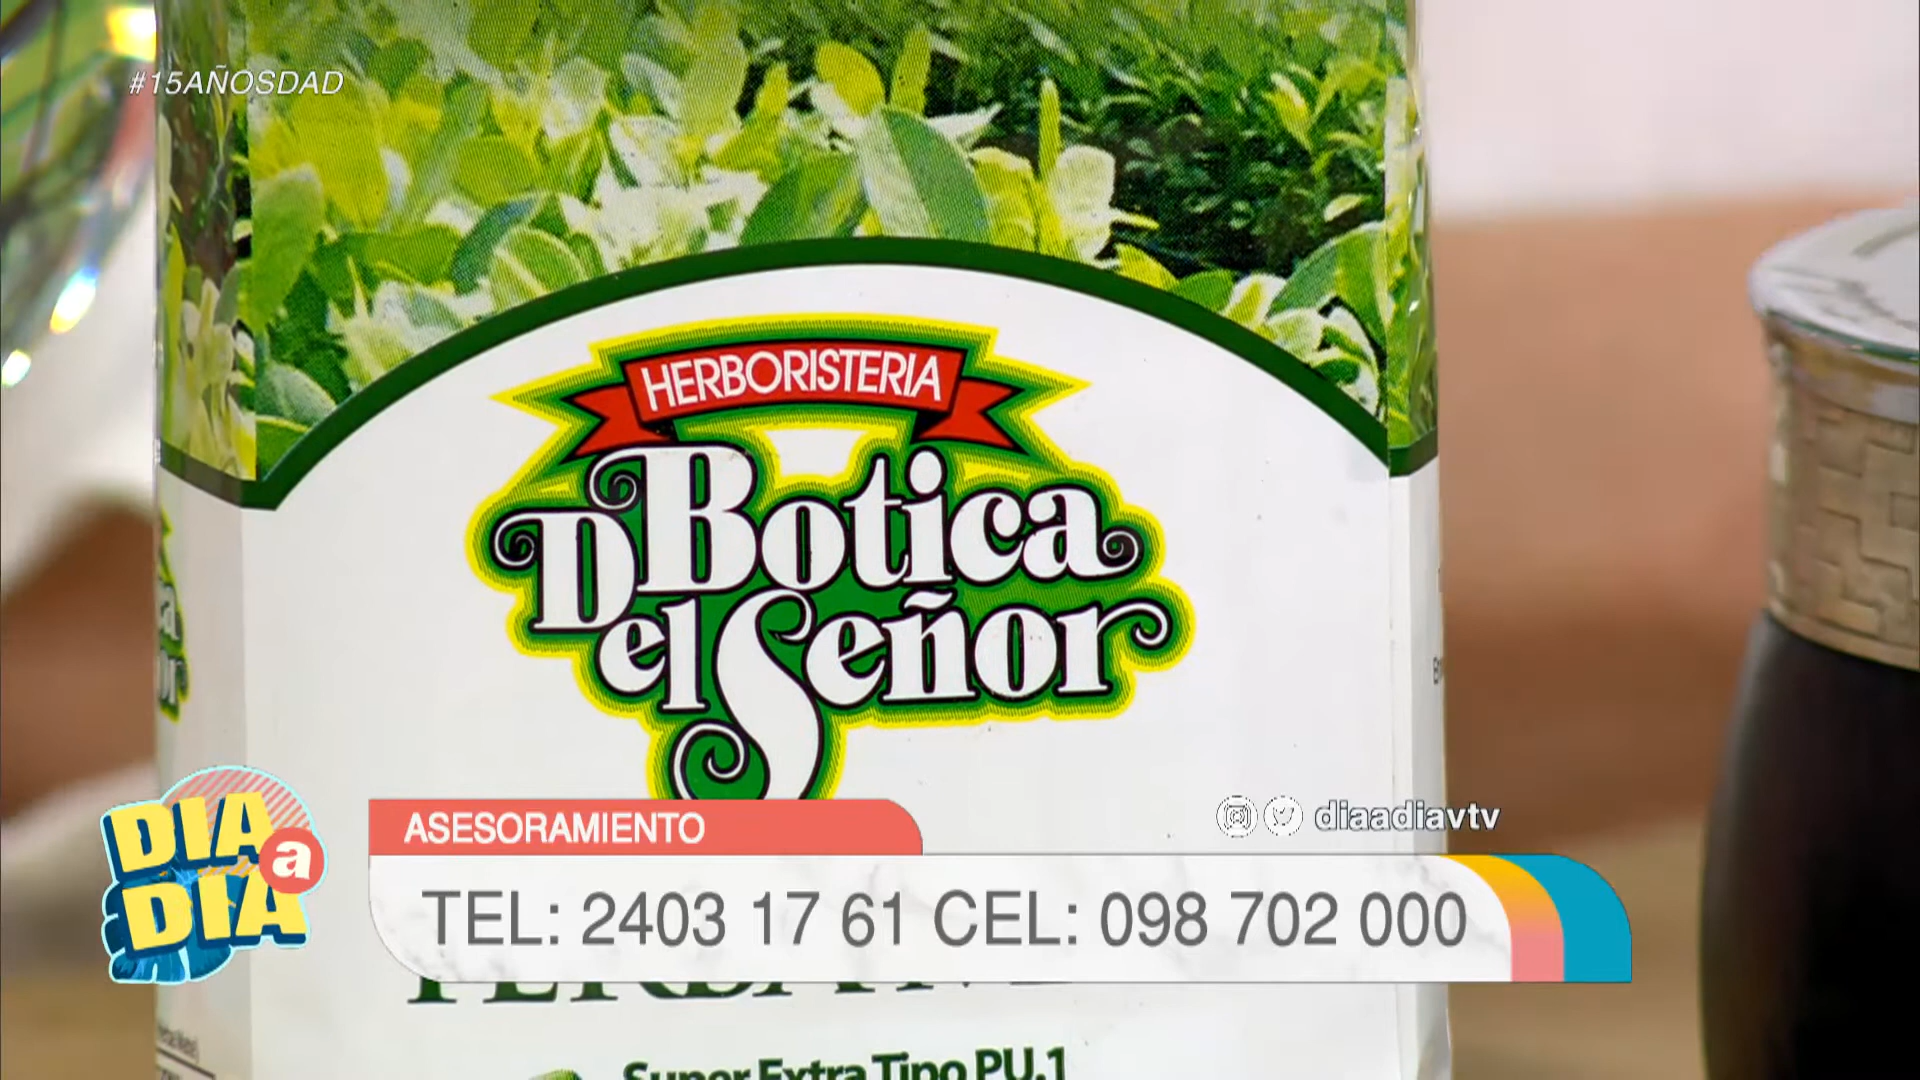 #15AÑOSDAD
HERBORISTERIA
Botica
Del Señor
DIA a DIA
ASESORAMIENTO
diaadiavtv
TEL: 2403 17 61 CEL: 098 702 000
Super Extra Tipo PU.1